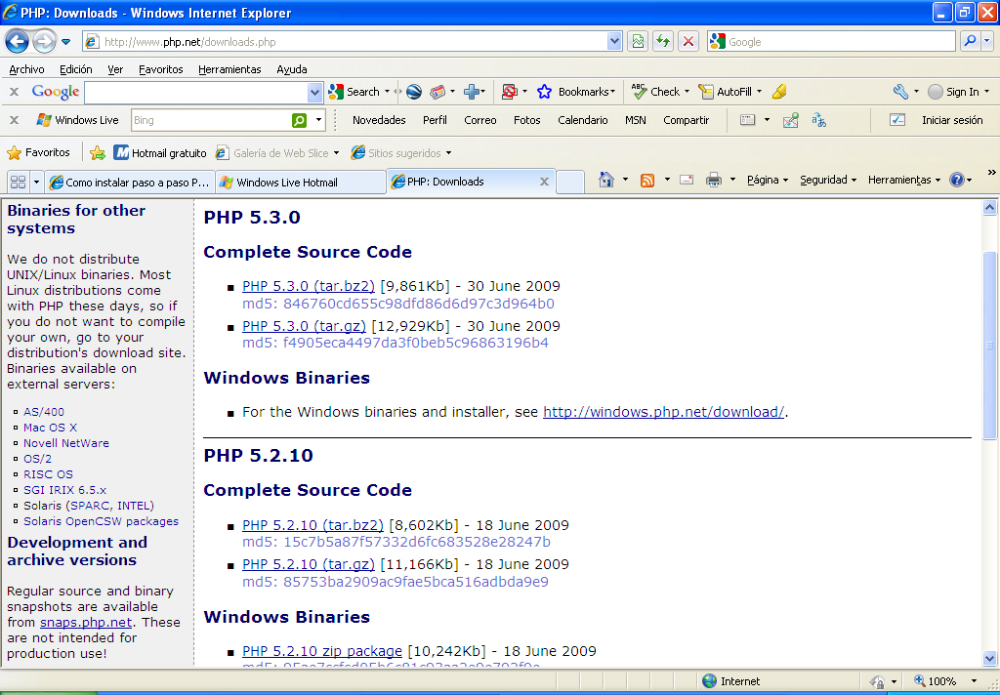 PHP: Downloads - Windows Internet Explorer
http://www.php.net/downloads.php
Google
Archivo Edición Ver Favoritos Herramientas Ayuda
Google Search Bookmarks ABC Check AutoFill Sign In
Windows Live Bing Novedades Perfil Correo Fotos Calendario MSN Compartir Iniciar sesión
Favoritos Hotmail gratuito Galería de Web Slice Sitios sugeridos
Como instalar paso a paso P... Windows Live Hotmail PHP: Downloads Página Seguridad Herramientas
Binaries for other
systems
We do not distribute
UNIX/Linux binaries. Most
Linux distributions come
with PHP these days, so if
you do not want to compile
your own, go to your
distribution's download site.
Binaries available on
external servers:
AS/400
Mac OS X
Novell NetWare
OS/2
RISC OS
SGI IRIX 6.5.x
Solaris (SPARC, INTEL)
Solaris OpenCSW packages
Development and
archive versions
Regular source and binary
snapshots are available
from snaps.php.net. These
are not intended for
production use!
PHP 5.3.0
Complete Source Code
PHP 5.3.0 (tar.bz2) [9,861Kb] - 30 June 2009
md5: 846760cd655c98dfd86d6d97c3d964b0
PHP 5.3.0 (tar.gz) [12,929Kb] - 30 June 2009
md5: f4905eca4497da3f0beb5c96863196b4
Windows Binaries
For the Windows binaries and installer, see http://windows.php.net/download/.
PHP 5.2.10
Complete Source Code
PHP 5.2.10 (tar.bz2) [8,602Kb] - 18 June 2009
md5: 15c7b5a87f57332d6fc683528e28247b
PHP 5.2.10 (tar.gz) [11,166Kb] - 18 June 2009
md5: 85753ba2909ac9fae5bca516adbda9e9
Windows Binaries
PHP 5.2.10 zip package [10,242Kb] - 18 June 2009
Internet 100%